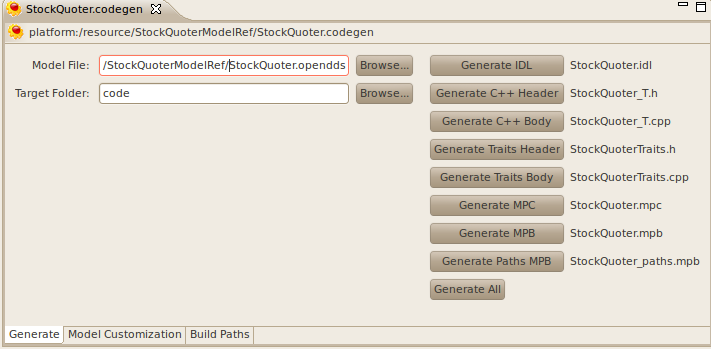 StockQuoter.codegen
platform:/resource/StockQuoterModelRef/StockQuoter.codegen
Model File: /StockQuoterModelRef/StockQuoter.opendds Browse... Generate IDL StockQuoter.idl
Target Folder: code Browse... Generate C++ Header StockQuoter_T.h
Generate C++ Body StockQuoter_T.cpp
Generate Traits Header StockQuoterTraits.h
Generate Traits Body StockQuoterTraits.cpp
Generate MPC StockQuoter.mpc
Generate MPB StockQuoter.mpb
Generate Paths MPB StockQuoter_paths.mpb
Generate All
Generate Model Customization Build Paths